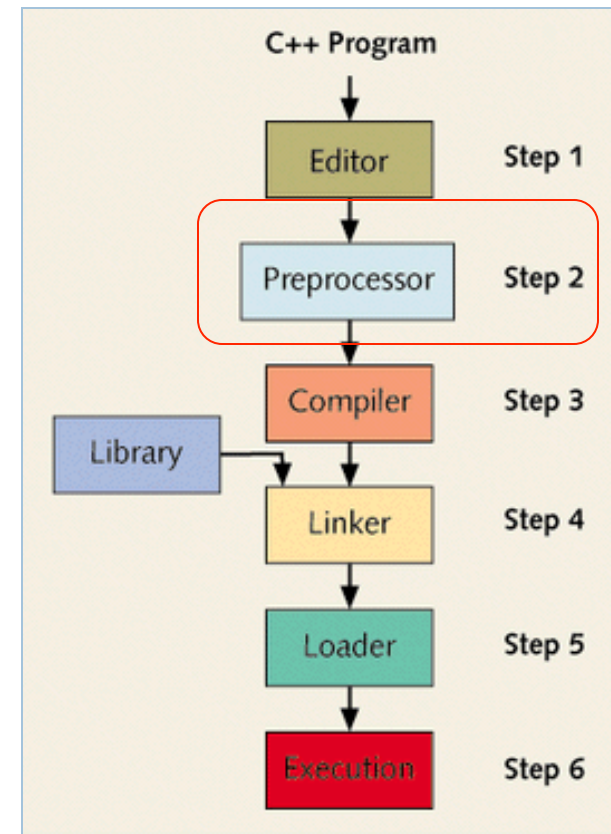 C++ Program
Editor Step 1
Preprocessor Step 2
Compiler Step 3
Library
Linker Step 4
Loader Step 5
Execution Step 6